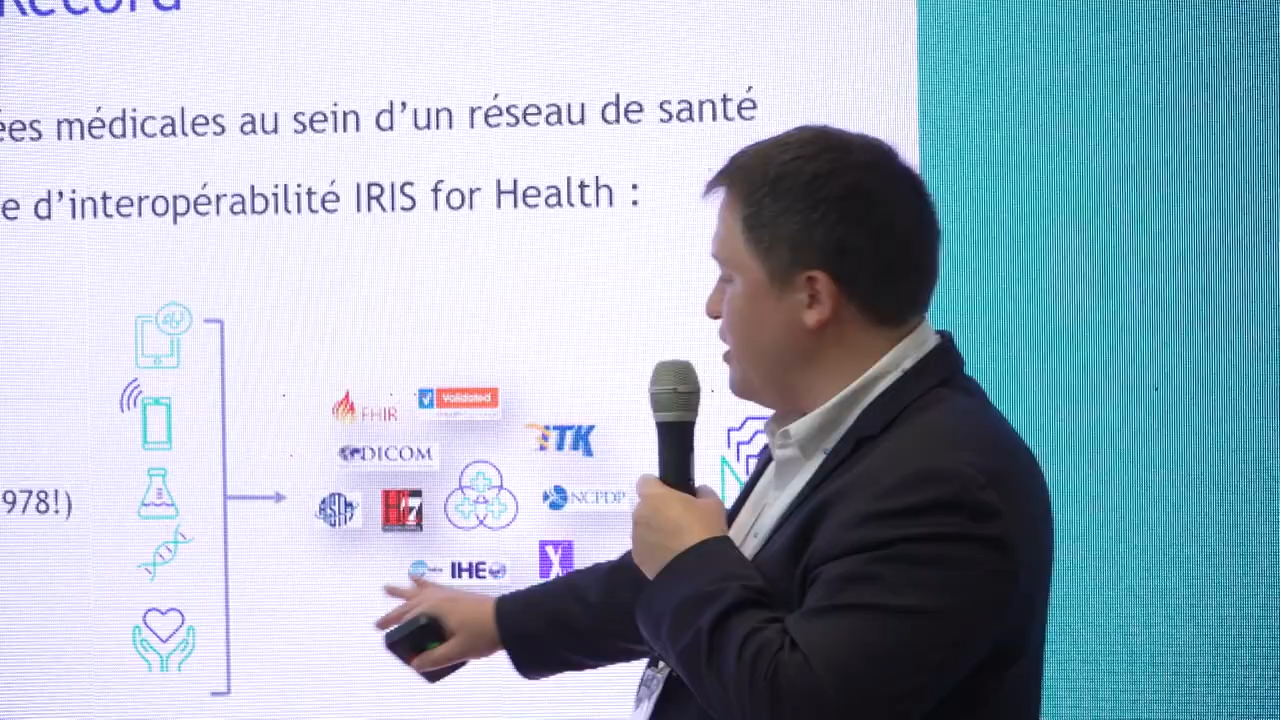 Record
ées médicales au sein d’un réseau de santé
e d’interopérabilité IRIS for Health :
Validated
FHIR
ITK
DICOM
978!)
NCPDP
HL7
IHE